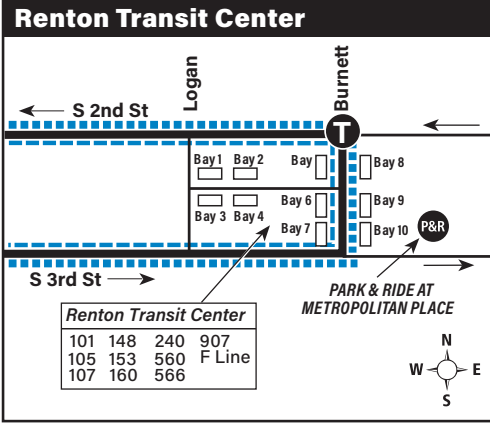 Renton Transit Center
Logan
Burnett
S 2nd St
T
Bay 1 Bay 2 Bay Bay 8
Bay 6 Bay 9
Bay 3 Bay 4 Bay 7 Bay 10 P&R
S 3rd St
PARK & RIDE AT
METROPOLITAN PLACE
Renton Transit Center
101 148 240 907
105 153 560 F Line
107 160 566
N
W E
S